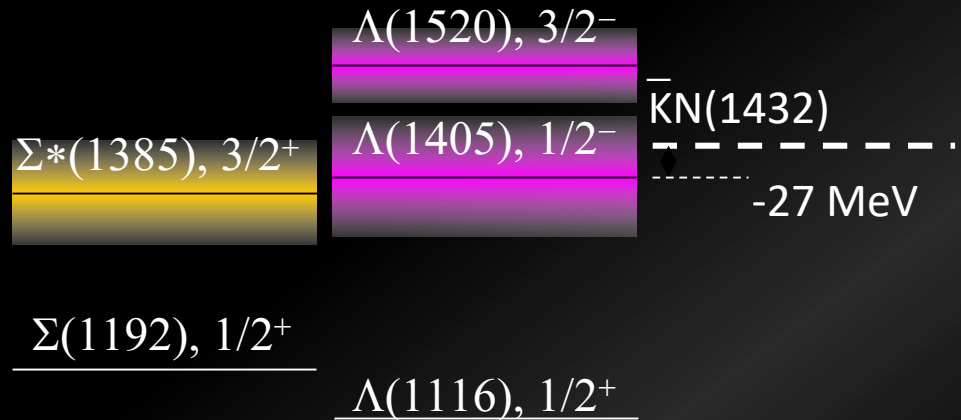 Λ(1520), 3/2⁻
K̅N(1432)
Σ*(1385), 3/2⁺
Λ(1405), 1/2⁻
-27 MeV
Σ(1192), 1/2⁺
Λ(1116), 1/2⁺